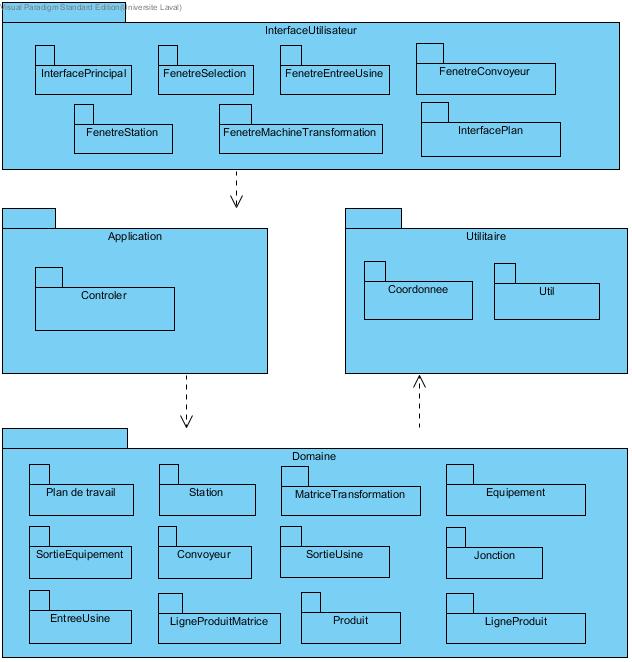 Visual Paradigm Standard Edition(Universite Laval)
InterfaceUtilisateur
InterfacePrincipal
FenetreSelection
FenetreEntreeUsine
FenetreConvoyeur
FenetreStation
FenetreMachineTransformation
InterfacePlan
Application
Controler
Utilitaire
Coordonnee
Util
Domaine
Plan de travail
Station
MatriceTransformation
Equipement
SortieEquipement
Convoyeur
SortieUsine
Jonction
EntreeUsine
LigneProduitMatrice
Produit
LigneProduit